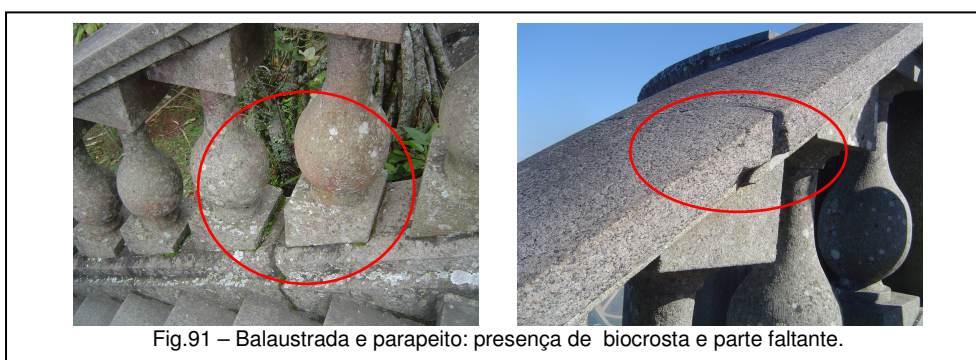 Fig.91 – Balaustrada e parapeito: presença de biocrosta e parte faltante.